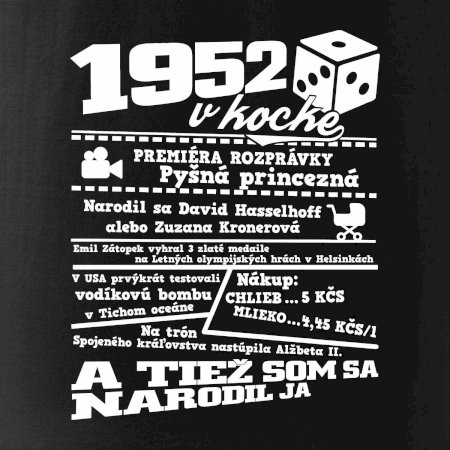 1952
v kocke
PREMIÉRA ROZPRÁVKY
Pyšná princezná
Narodil sa David Hasselhoff
alebo Zuzana Kronerová
Emil Zátopek vyhral 3 zlaté medaile
na Letných olympijských hrách v Helsinkách
V USA prvýkrát testovali
vodíkovú bombu
v Tichom oceáne
Nákup:
CHLIEB...5 KČS
MLIEKO...4,45 KČS/l
Na trón
Spojeného kráľovstva nastúpila Alžbeta II.
A TIEŽ SOM SA
NARODIL JA